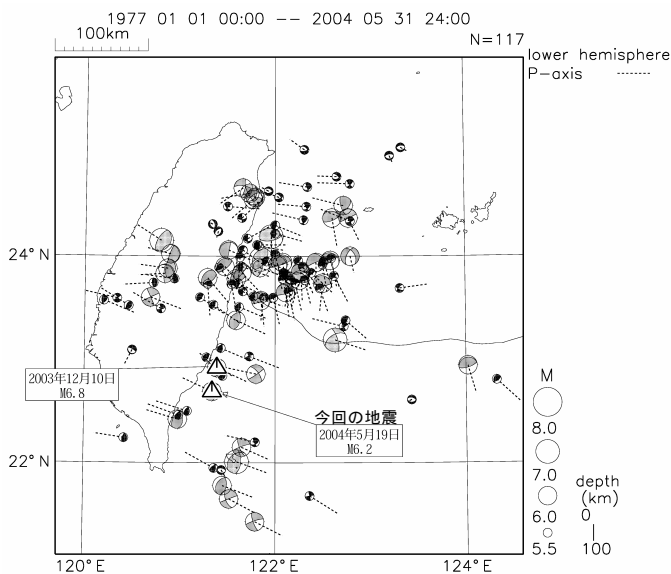 1977 01 01 00:00 -- 2004 05 31 24:00
100km
N=117
lower hemisphere
P-axis
24°N
2003年12月10日
M6.8
今回の地震
2004年5月19日
M6.2
22°N
M
8.0
7.0
6.0
5.5
depth
(km)
0
100
120°E
122°E
124°E